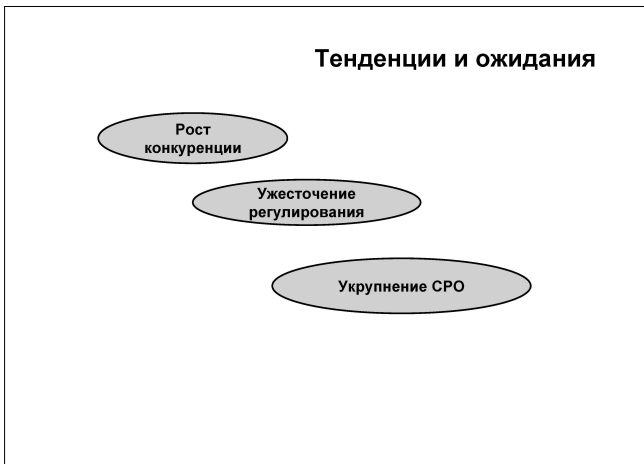 Тенденции и ожидания
Рост
конкуренции
Ужесточение
регулирования
Укрупнение СРО